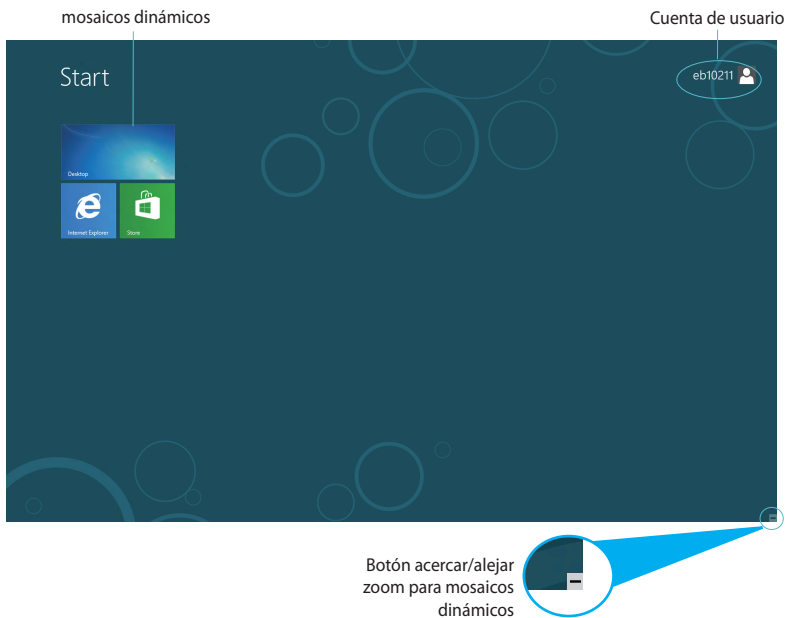 mosaicos dinámicos
Cuenta de usuario
Start
eb10211
Desktop
Internet Explorer
Store
Botón acercar/alejar
zoom para mosaicos
dinámicos